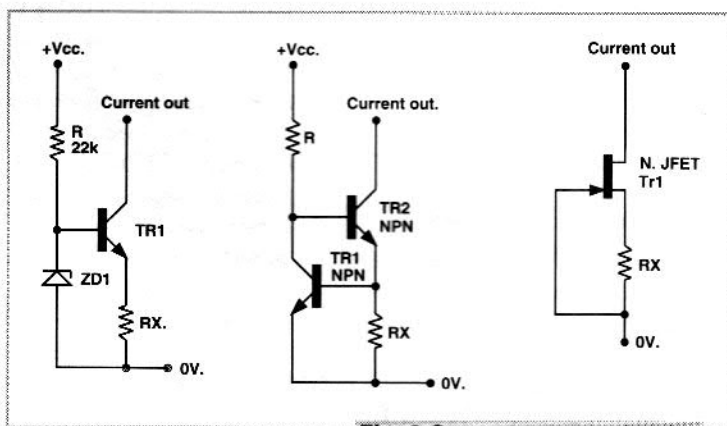 +Vcc.
Current out
R
22k
TR1
ZD1
RX.
0V.
+Vcc.
Current out.
R
TR2
NPN
TR1
NPN
RX
0V.
Current out
N. JFET
Tr1
RX
0V.